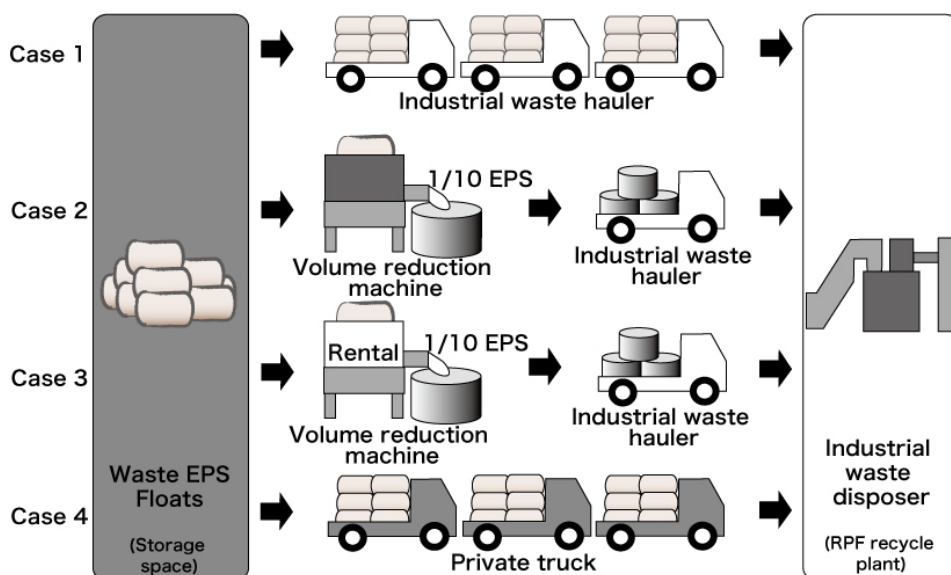 Case 1
Industrial waste hauler
Case 2
1/10 EPS
Volume reduction
machine
Industrial waste
hauler
Case 3
Rental
1/10 EPS
Volume reduction
machine
Industrial waste
hauler
Case 4
Private truck
Waste EPS
Floats
(Storage
space)
Industrial
waste
disposer
(RPF recycle
plant)